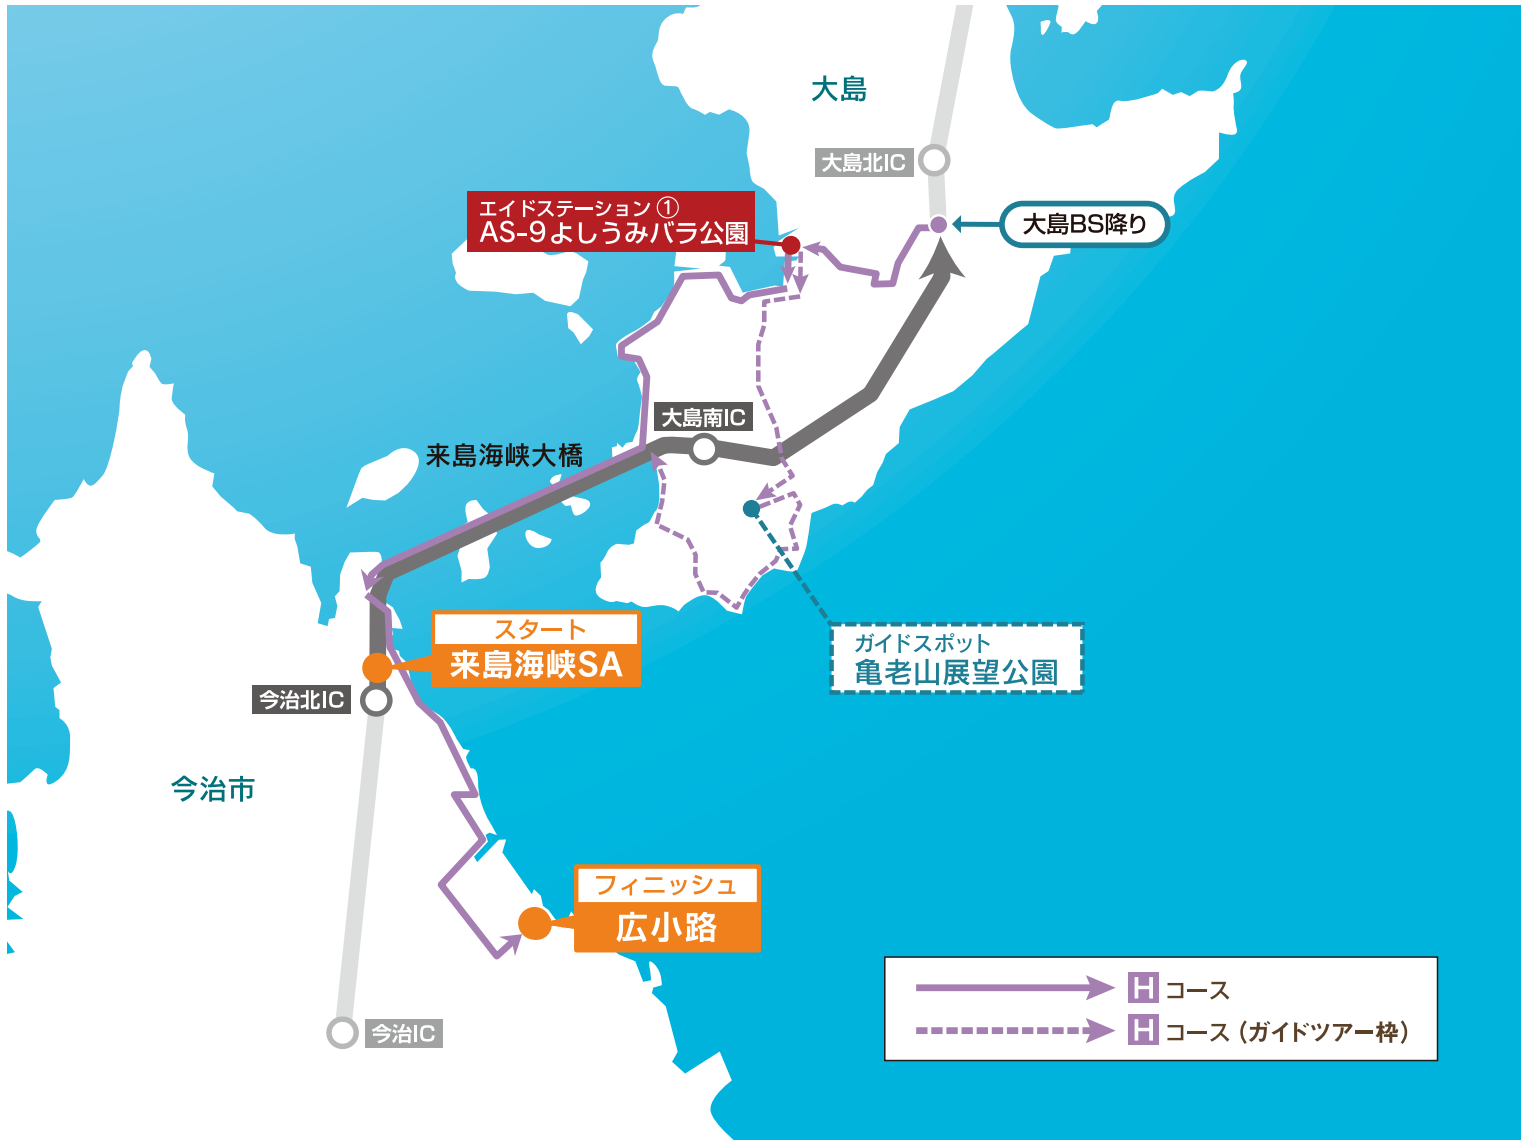 大島
大島北IC
エイドステーション①
AS-9よしうみバラ公園
大島BS降り
大島南IC
来島海峡大橋
スタート
来島海峡SA
ガイドスポット
亀老山展望公園
今治北IC
今治市
フィニッシュ
広小路
今治IC
H コース
H コース（ガイドツアー枠）